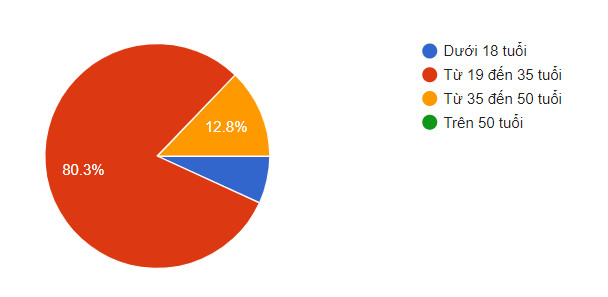 Dưới 18 tuổi
Từ 19 đến 35 tuổi
Từ 35 đến 50 tuổi
Trên 50 tuổi
12.8%
80.3%